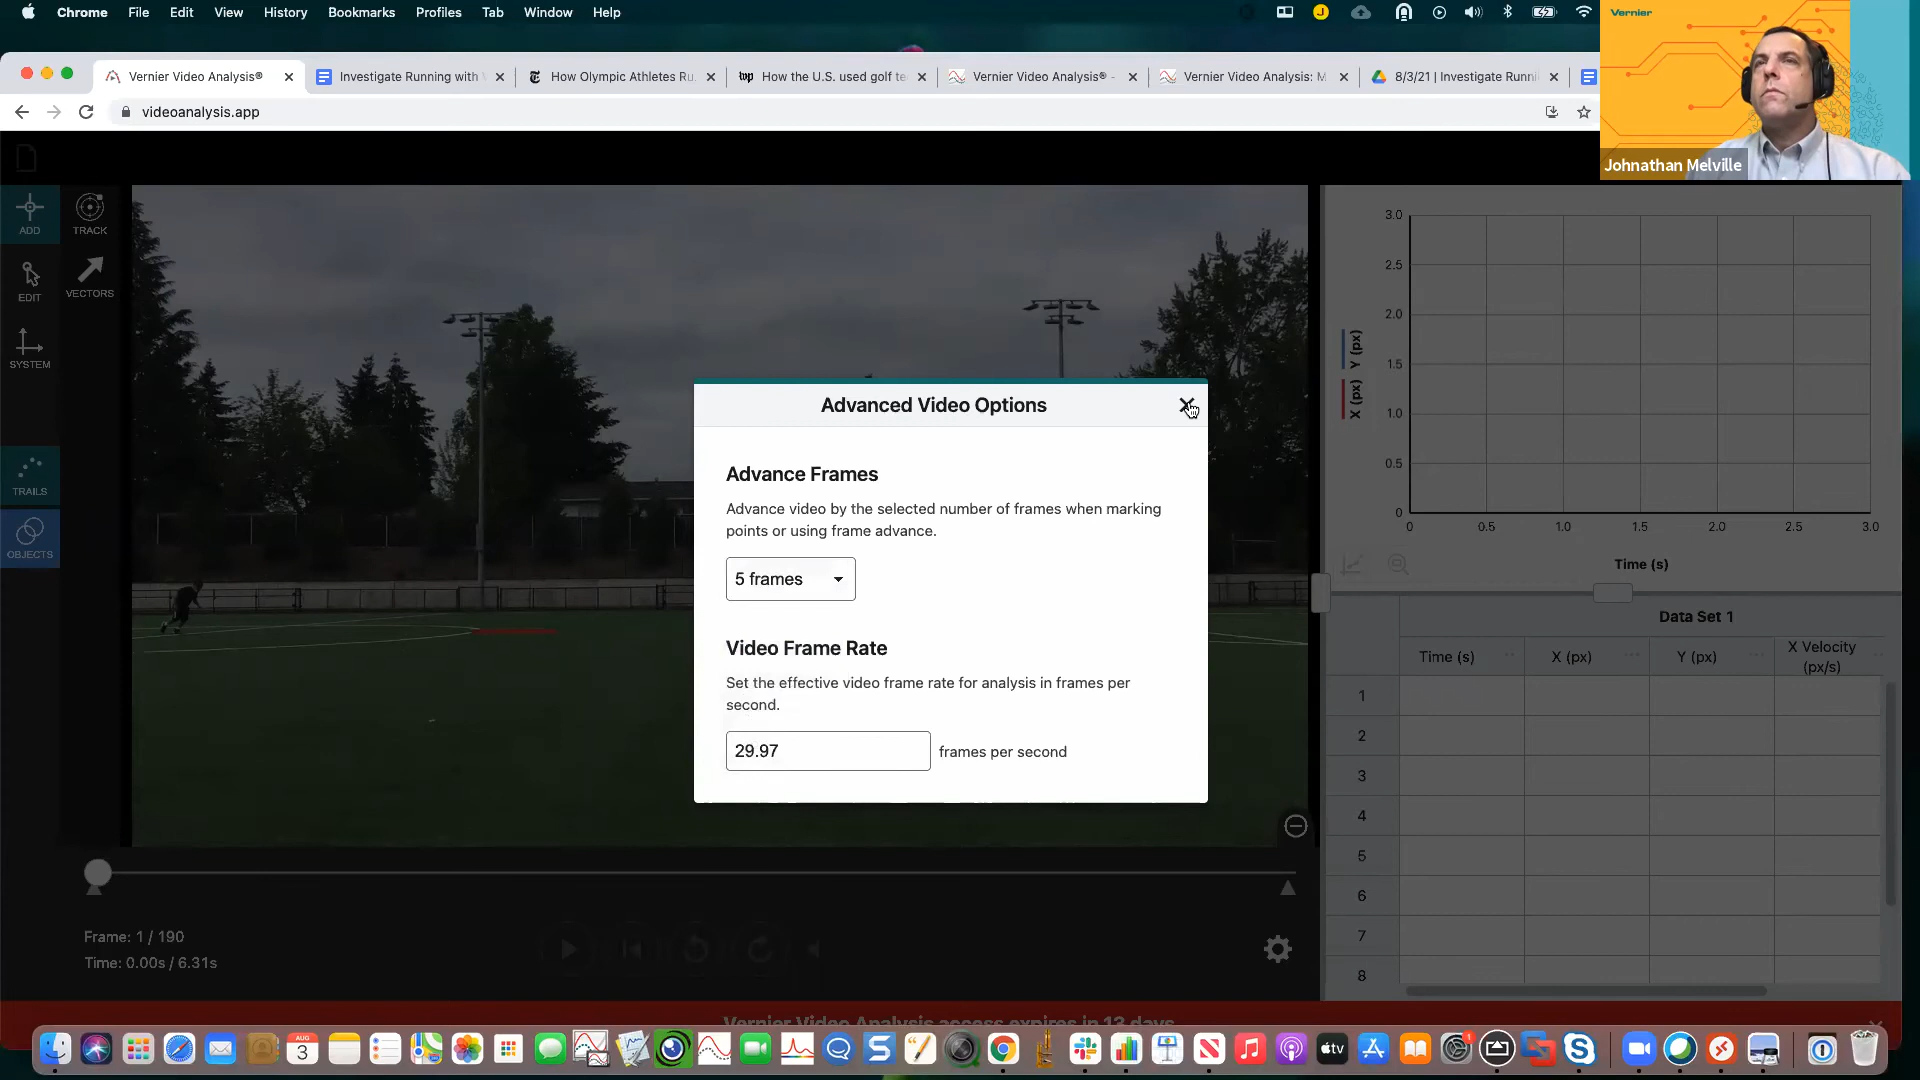 Chrome File Edit View History Bookmarks Profiles Tab Window Help
Vernier
Vernier Video Analysis®
Investigate Running with
How Olympic Athletes Ru
How the U.S. used golf te
Vernier Video Analysis® -
Vernier Video Analysis: M
8/3/21 | Investigate Runni
videoanalysis.app
Johnathan Melville
ADD
TRACK
EDIT
VECTORS
SYSTEM
TRAILS
OBJECTS
Advanced Video Options
Advance Frames
Advance video by the selected number of frames when marking
points or using frame advance.
5 frames
Video Frame Rate
Set the effective video frame rate for analysis in frames per
second.
29.97 frames per second
3.0
2.5
2.0
1.5
1.0
0.5
0
X (px) Y (px)
0 0.5 1.0 1.5 2.0 2.5 3.0
Time (s)
Data Set 1
Time (s) X (px) Y (px) X Velocity
(px/s)
1
2
3
4
5
6
7
8
Frame: 1 / 190
Time: 0.00s / 6.31s
Vernier Video Analysis access expires in 13 days
AUG
3
tv